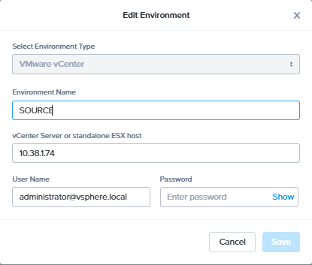 Edit Environment
Select Environment Type
VMware vCenter
Environment Name
SOURCE
vCenter Server or standalone ESX host
10.38.1.74
User Name
Password
administrator@vsphere.local
Enter password
Show
Cancel
Save